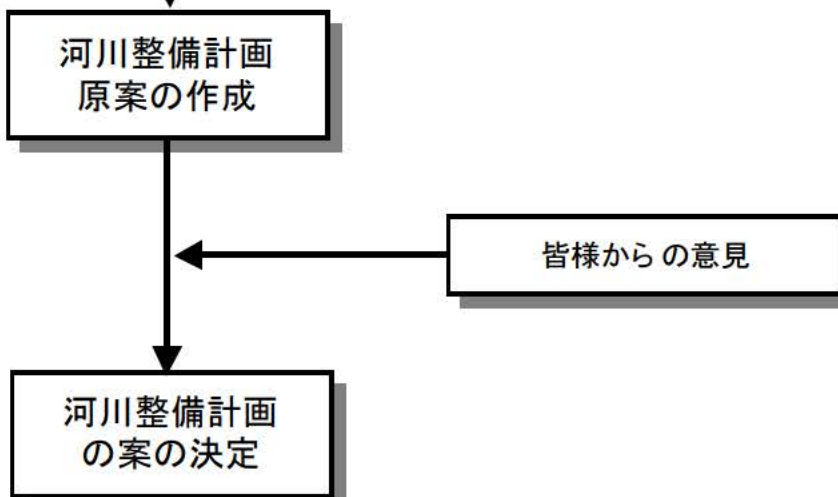 河川整備計画
原案の作成
皆様からの意見
河川整備計画
の案の決定